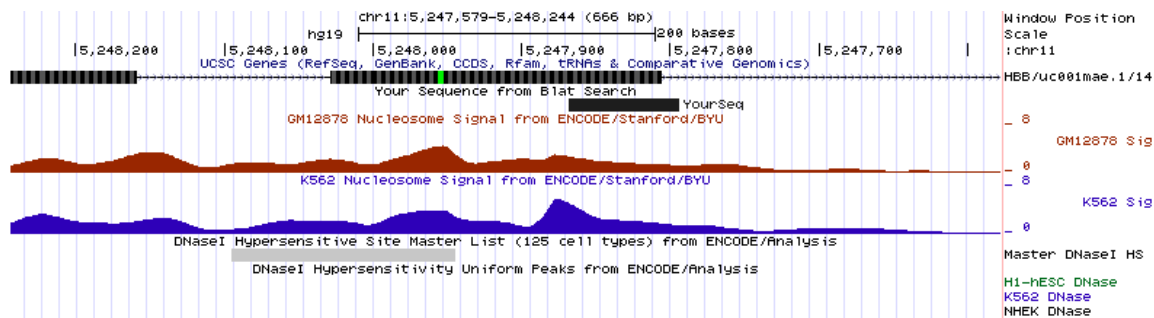 chr11:5,247,579-5,248,244 (666 bp) Window Position
hg19 200 bases Scale
|5,248,200 |5,248,100 |5,248,000 |5,247,900 |5,247,800 |5,247,700 | :chr11
UCSC Genes (RefSeq, GenBank, CCDS, Rfam, tRNAs & Comparative Genomics)
HBB/uc001mae.1/14
Your Sequence from Blat Search
YourSeq
GM12878 Nucleosome Signal from ENCODE/Stanford/BYU
_ 8
GM12878 Sig
_ 0
K562 Nucleosome Signal from ENCODE/Stanford/BYU
_ 8
K562 Sig
_ 0
DNaseI Hypersensitive Site Master List (125 cell types) from ENCODE/Analysis
Master DNaseI HS
DNaseI Hypersensitivity Uniform Peaks from ENCODE/Analysis
H1-hESC DNase
K562 DNase
NHEK DNase